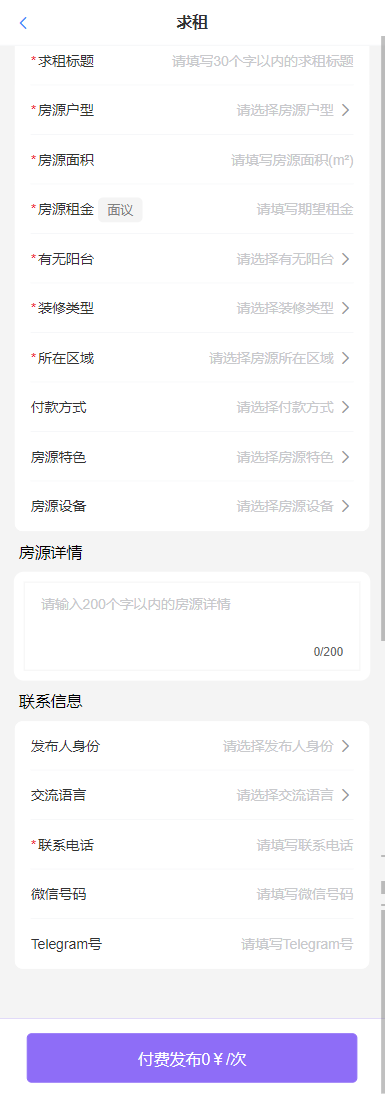 求租
*求租标题 请填写30个字以内的求租标题
*房源户型 请选择房源户型
*房源面积 请填写房源面积(m²)
*房源租金 面议 请填写期望租金
*有无阳台 请选择有无阳台
*装修类型 请选择装修类型
*所在区域 请选择房源所在区域
付款方式 请选择付款方式
房源特色 请选择房源特色
房源设备 请选择房源设备
房源详情
请输入200个字以内的房源详情
0/200
联系信息
发布人身份 请选择发布人身份
交流语言 请选择交流语言
*联系电话 请填写联系电话
微信号码 请填写微信号码
Telegram号 请填写Telegram号
付费发布0￥/次